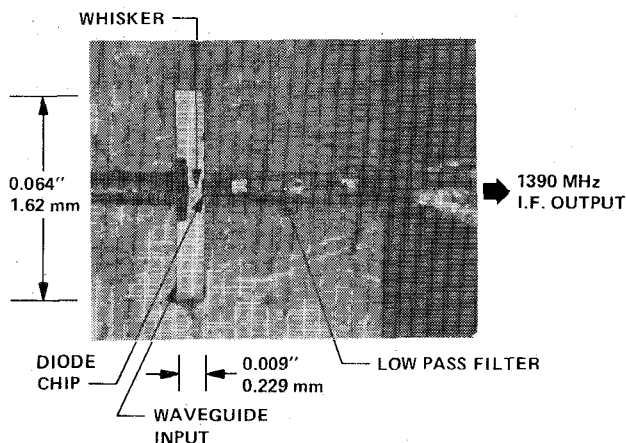 WHISKER
0.064"
1.62 mm
1390 MHz
I.F. OUTPUT
DIODE
CHIP
0.009"
0.229 mm
LOW PASS FILTER
WAVEGUIDE
INPUT